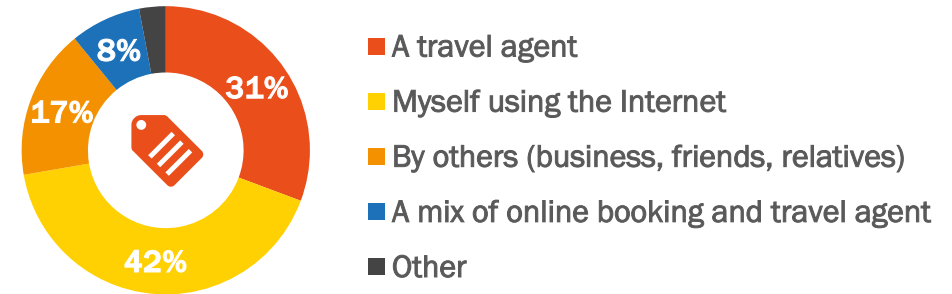 8%
31%
17%
42%
A travel agent
Myself using the Internet
By others (business, friends, relatives)
A mix of online booking and travel agent
Other